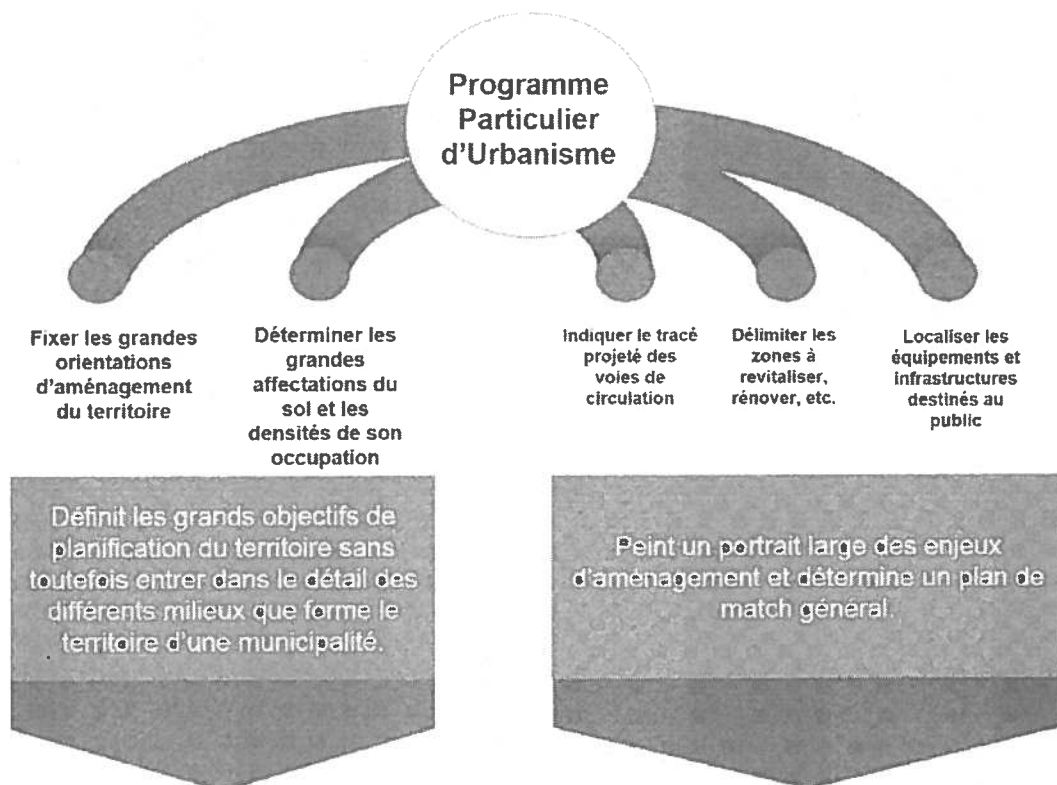 Programme
Particulier
d'Urbanisme
Fixer les grandes
orientations
d'aménagement
du territoire
Déterminer les
grandes
affectations du
sol et les
densités de son
occupation
Indiquer le tracé
projeté des
voies de
circulation
Délimiter les
zones à
revitaliser,
rénover, etc.
Localiser les
équipements et
infrastructures
destinés au
public
Définit les grands objectifs de
planification du territoire sans
toutefois entrer dans le détail des
différents milieux que forme le
territoire d'une municipalité.
Peint un portrait large des enjeux
d'aménagement et détermine un plan de
match général.